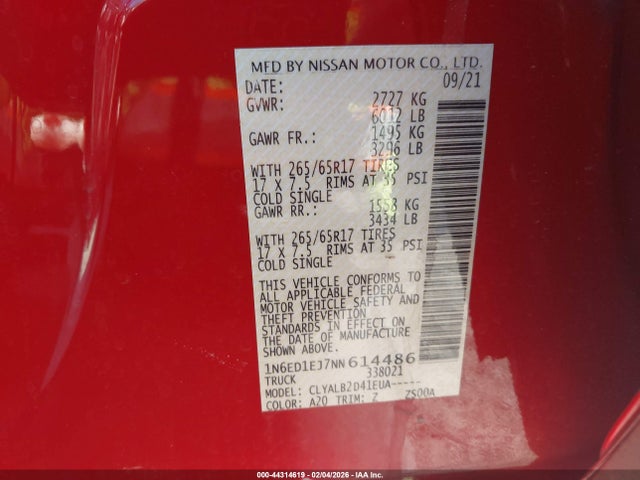 MFD BY NISSAN MOTOR CO., LTD.
DATE: 09/21
GVWR: 2727 KG
6012 LB
GAWR FR.: 1495 KG
3296 LB
WITH 265/65R17 TIRES
17 X 7.5 RIMS AT 35 PSI
COLD SINGLE
GAWR RR.: 1558 KG
3434 LB
WITH 265/65R17 TIRES
17 X 7.5 RIMS AT 35 PSI
COLD SINGLE
THIS VEHICLE CONFORMS TO
ALL APPLICABLE FEDERAL
MOTOR VEHICLE SAFETY AND
THEFT PREVENTION
STANDARDS IN EFFECT ON
THE DATE OF MANUFACTURE
SHOWN ABOVE.
1N6ED1EJ7NN614486
TRUCK 338021
MODEL: CLYALB2D41EUA-----
COLOR: A20 TRIM: Z ZS00A
000-44314619 - 02/04/2026 - IAA Inc.